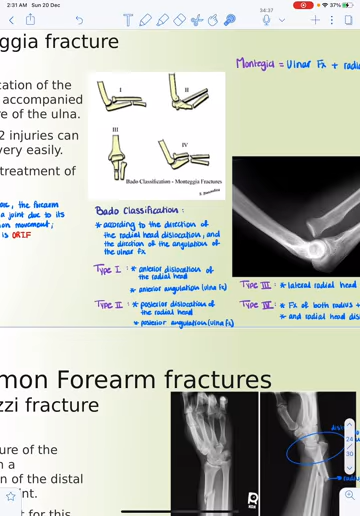 2:31 AM Sun 20 Dec
34:37
37%
ggia fracture
Montegia = Ulnar Fx + radia
cation of the
accompanied
re of the ulna.
2 injuries can
very easily.
treatment of
the forearm
a joint due to its
on movement,
is ORIF
I
II
III
IV
Bado Classification - Monteggia Fractures
Bado Classification :
* according to the direction of
the radial head dislocation, and
the direction of the angulation of
the ulnar Fx
Type I : * anterior dislocation of
the radial head
* anterior angulation (ulna Fx)
Type II : * posterior dislocation of
the radial head
* posterior angulation (ulna Fx)
Type III : * lateral radial head
Type IV : * Fx of both radius +
* and radial head dis
mon Forearm fractures
zzi fracture
ure of the
n a
n of the distal
int.
t for this
24
30